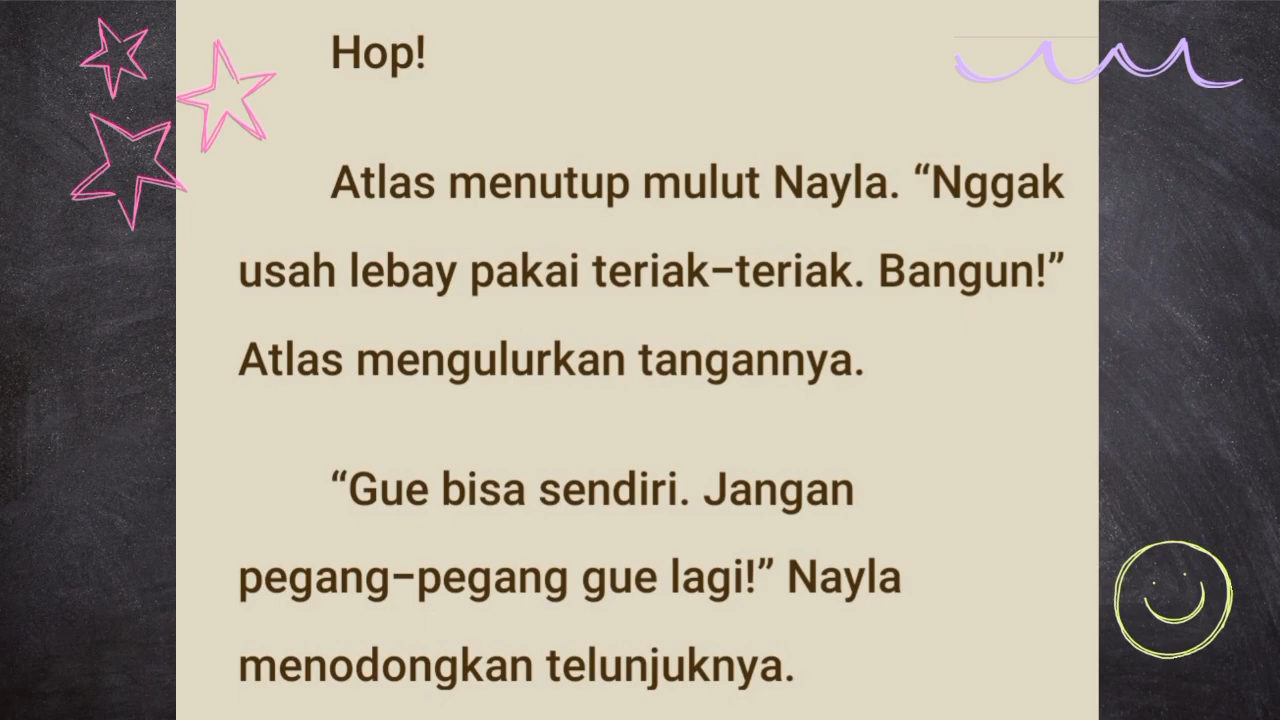 Hop!
Atlas menutup mulut Nayla. “Nggak
usah lebay pakai teriak–teriak. Bangun!”
Atlas mengulurkan tangannya.
“Gue bisa sendiri. Jangan
pegang–pegang gue lagi!” Nayla
menodongkan telunjuknya.